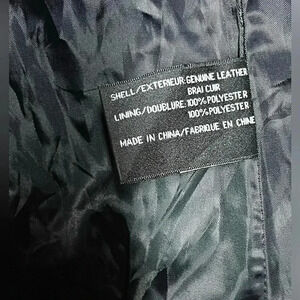 SHELL/EXTERIEUR: GENUINE LEATHER
BRAI CUIR
LINING/DOUBLURE: 100% POLYESTER
100% POLYESTER
MADE IN CHINA/FABRIQUE EN CHINE